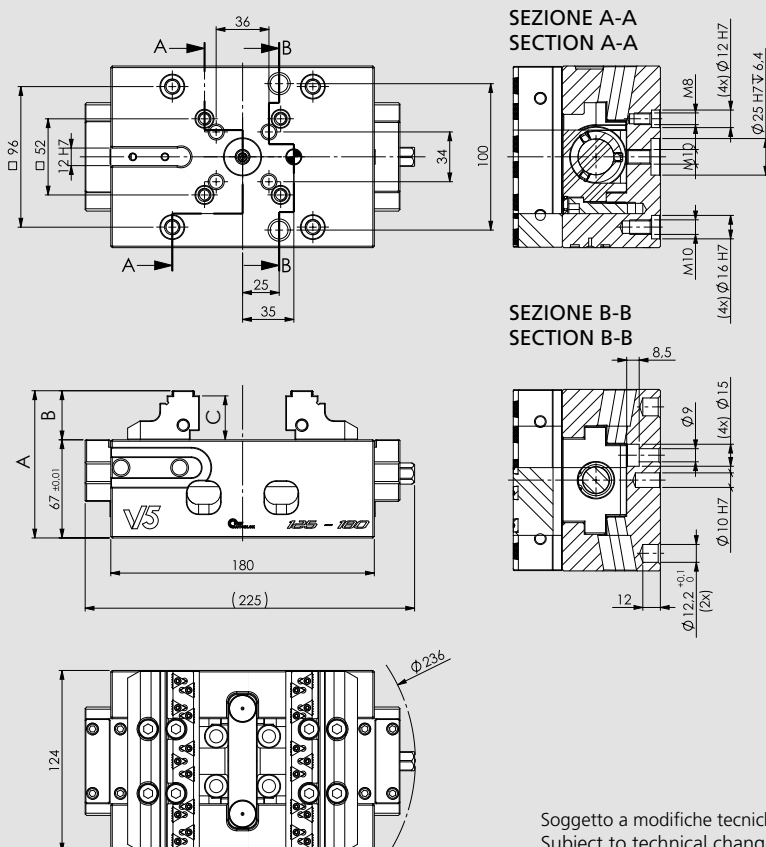 SEZIONE A-A
SECTION A-A
A
B
36
□ 96
□ 52
12 H7
34
100
A
B
25
35
M8
(4x) Ø 12 H7
Ø 25 H7 ↧ 6,4
M10
M10
(4x) Ø 16 H7
SEZIONE B-B
SECTION B-B
8,5
Ø9
(4x) Ø 15
Ø 10 H7
12
Ø 12,2 +0,1 0
(2x)
A
B
C
67 ±0,01
V5
125 - 180
180
(225)
Ø 236
124
Soggetto a modifiche tecnich
Subject to technical chang